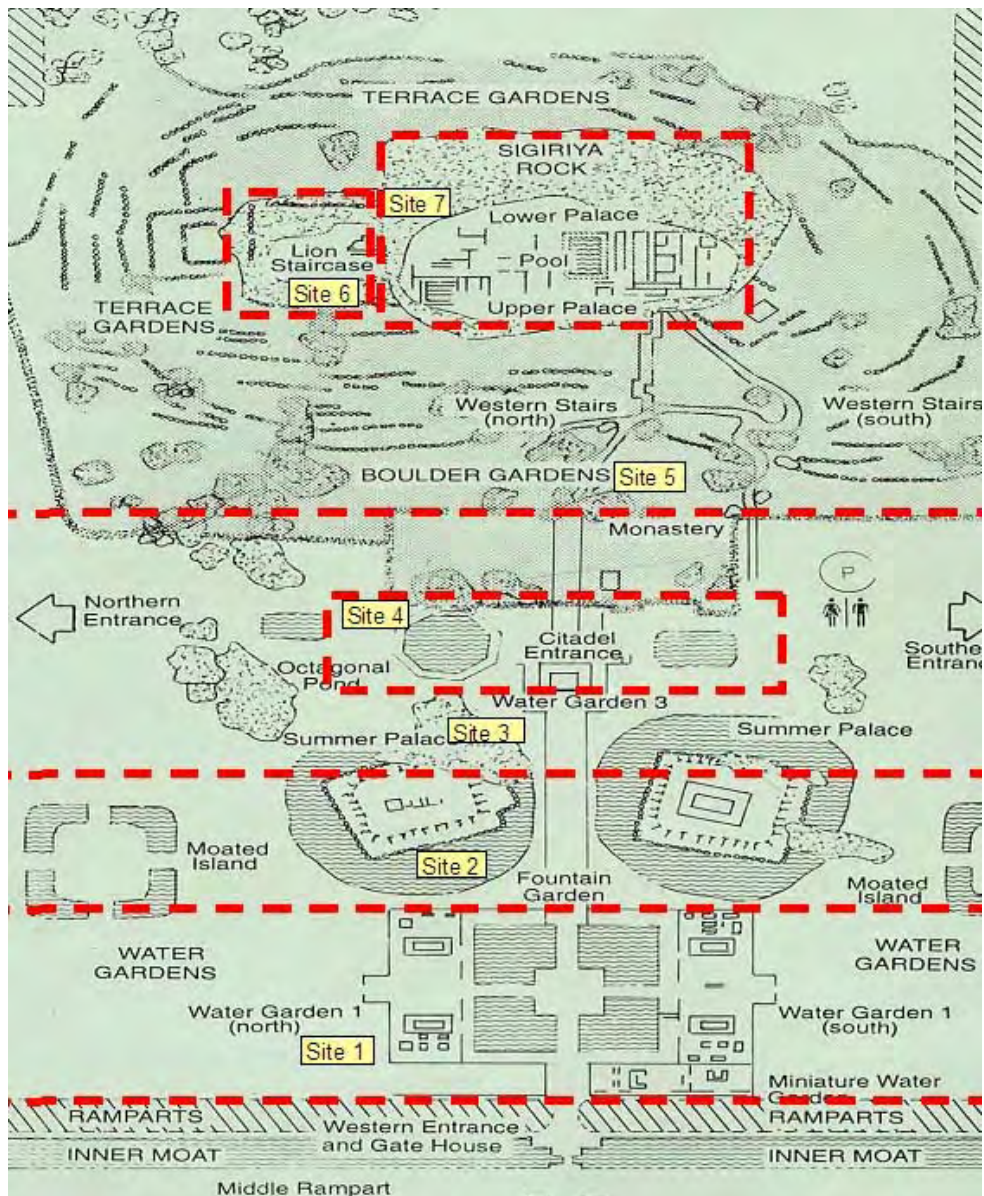 TERRACE GARDENS
SIGIRIYA
ROCK
Site 7
Lower Palace
Lion
Staircase
Pool
Site 6
TERRACE
GARDENS
Upper Palace
Western Stairs
(north)
Western Stairs
(south)
BOULDER GARDENS
Site 5
Monastery
P
Northern
Entrance
Site 4
Citadel
Entrance
Southe
Entranc
Octagonal
Pond
Water Garden 3
Site 3
Summer Palac
Summer Palace
Moated
Island
Site 2
Fountain
Garden
Moated
Island
WATER
GARDENS
WATER
GARDENS
Water Garden 1
(north)
Water Garden 1
(south)
Site 1
Miniature Water
Garden
RAMPARTS
Western Entrance
and Gate House
RAMPARTS
INNER MOAT
INNER MOAT
Middle Rampart